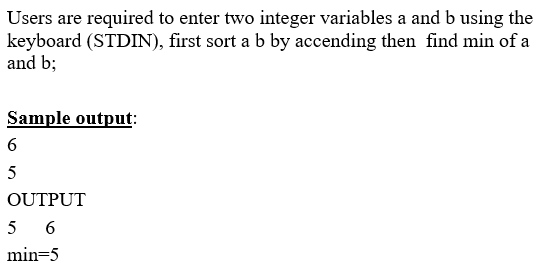 Users are required to enter two integer variables a and b using the
keyboard (STDIN), first sort a b by accending then  find min of a
and b;
Sample output:
6
5
OUTPUT
5    6
min=5